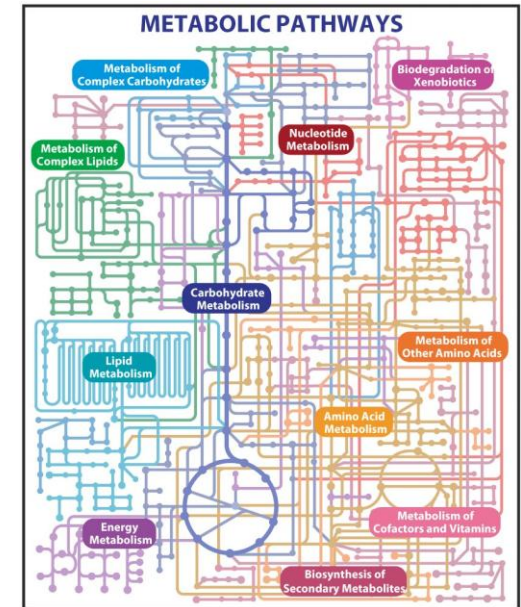 METABOLIC PATHWAYS
Metabolism of
Complex Carbohydrates
Biodegradation of
Xenobiotics
Nucleotide
Metabolism
Metabolism of
Complex Lipids
Carbohydrate
Metabolism
Metabolism of
Other Amino Acids
Lipid
Metabolism
Amino Acid
Metabolism
Metabolism of
Cofactors and Vitamins
Energy
Metabolism
Biosynthesis of
Secondary Metabolites